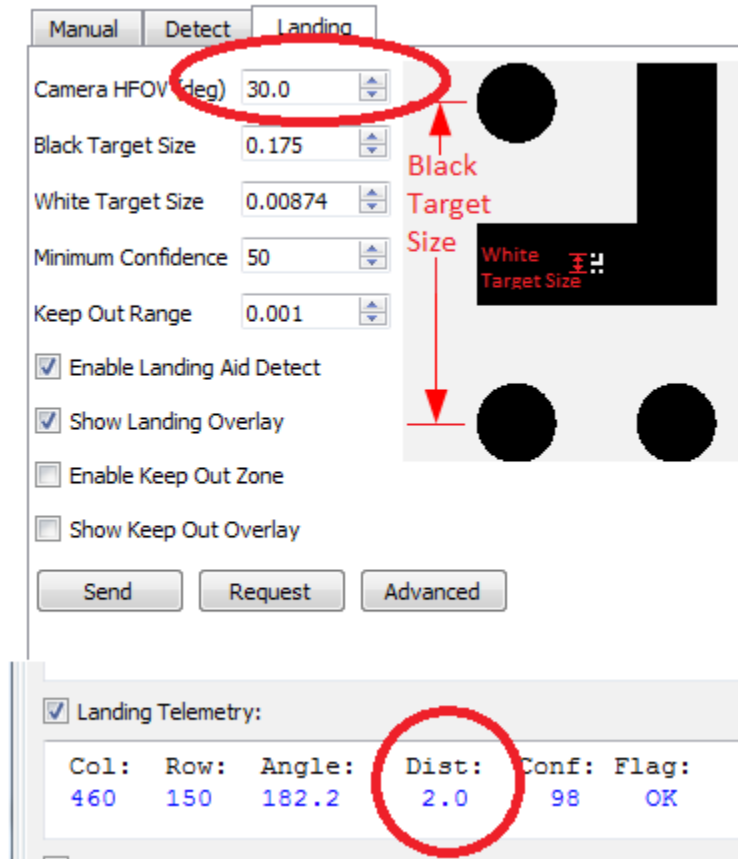 Manual Detect Landing
Camera HFOV (deg) 30.0
Black Target Size 0.175
White Target Size 0.00874
Minimum Confidence 50
Keep Out Range 0.001
Enable Landing Aid Detect
Show Landing Overlay
Enable Keep Out Zone
Show Keep Out Overlay
Send Request Advanced
Black
Target
Size
White
Target Size
Landing Telemetry:
Col: Row: Angle: Dist: Conf: Flag:
460 150 182.2 2.0 98 OK